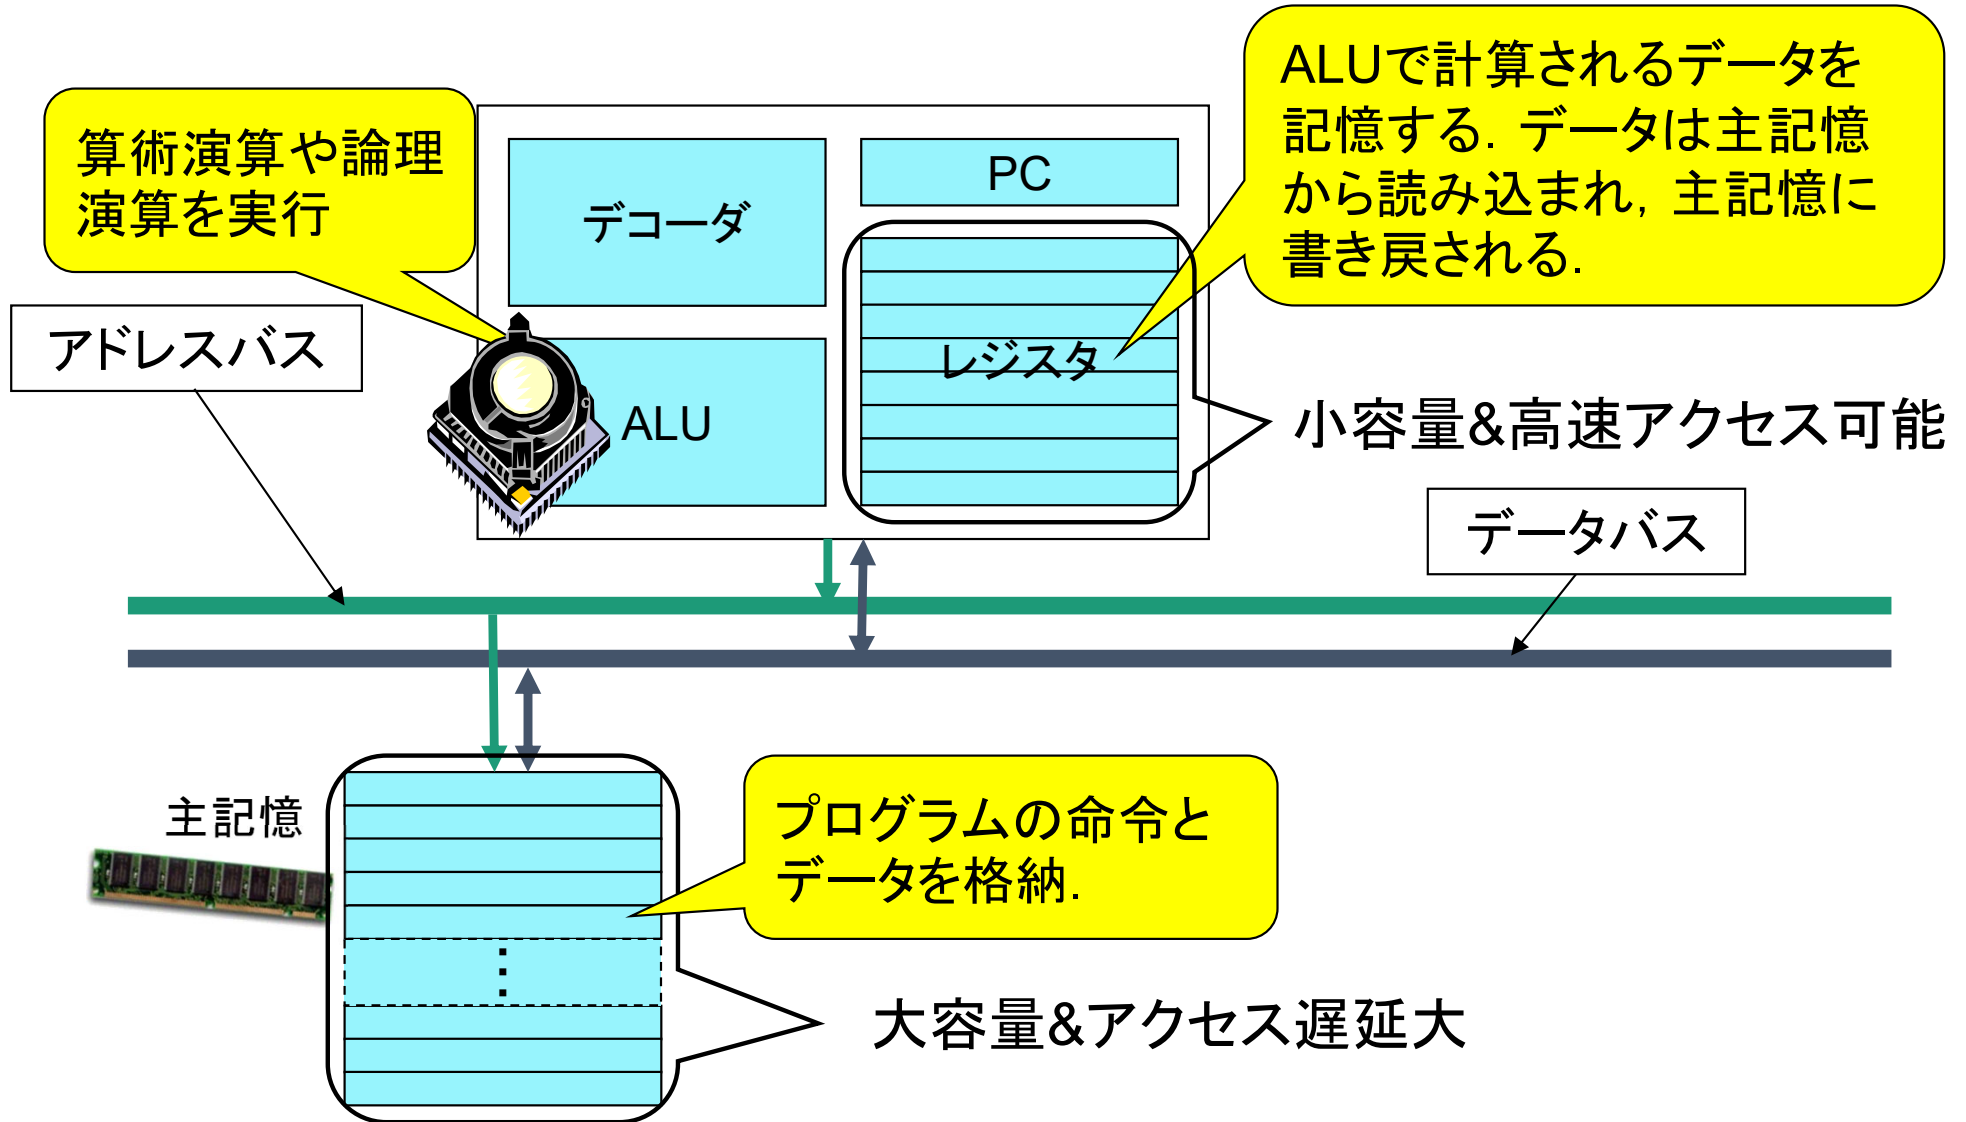 算術演算や論理
演算を実行
デコーダ
PC
ALUで計算されるデータを
記憶する．データは主記憶
から読み込まれ，主記憶に
書き戻される．
アドレスバス
レジスタ
ALU
小容量&高速アクセス可能
データバス
主記憶
プログラムの命令と
データを格納．
⋮
大容量&アクセス遅延大